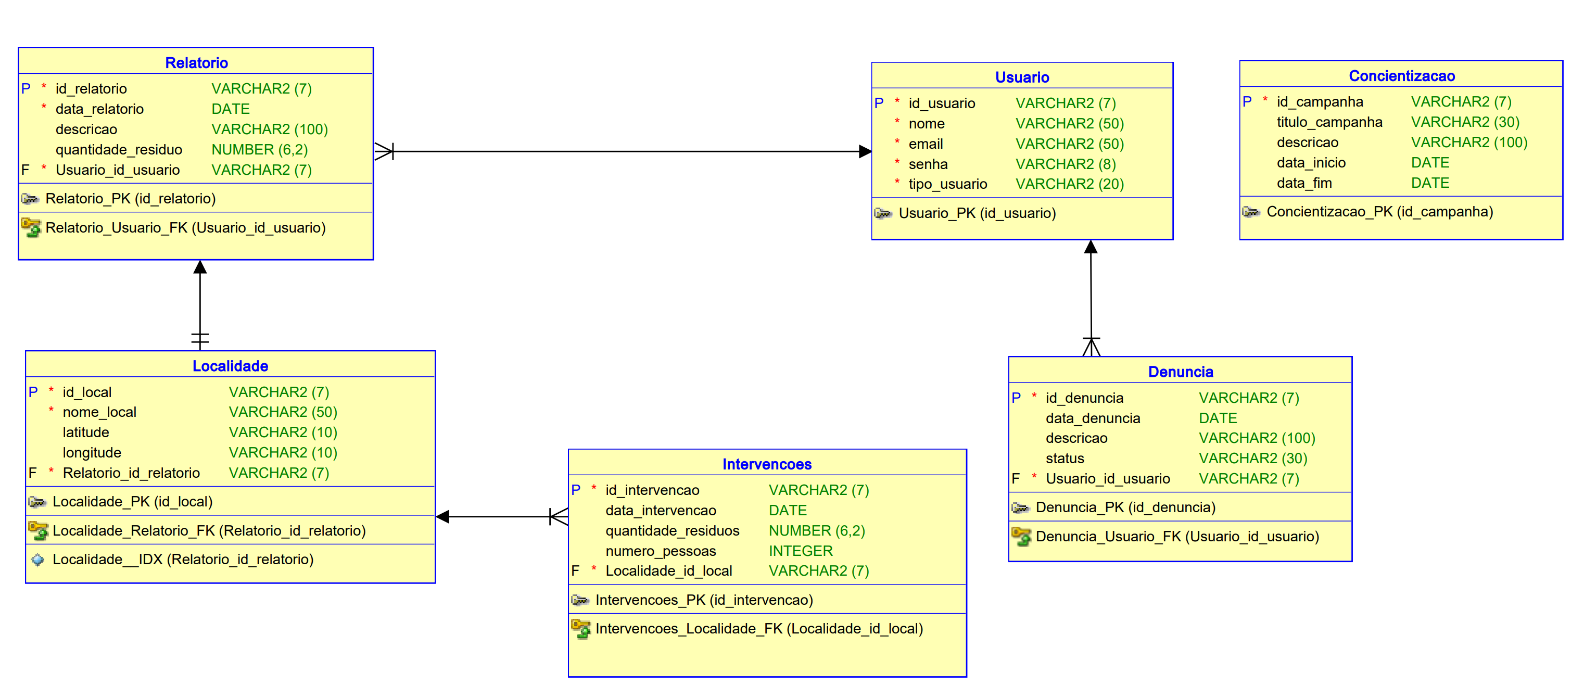 Relatorio
P * id_relatorio VARCHAR2 (7)
* data_relatorio DATE
descricao VARCHAR2 (100)
quantidade_residuo NUMBER (6,2)
F * Usuario_id_usuario VARCHAR2 (7)
Relatorio_PK (id_relatorio)
Relatorio_Usuario_FK (Usuario_id_usuario)
Usuario
P * id_usuario VARCHAR2 (7)
* nome VARCHAR2 (50)
* email VARCHAR2 (50)
* senha VARCHAR2 (8)
* tipo_usuario VARCHAR2 (20)
Usuario_PK (id_usuario)
Concientizacao
P * id_campanha VARCHAR2 (7)
titulo_campanha VARCHAR2 (30)
descricao VARCHAR2 (100)
data_inicio DATE
data_fim DATE
Concientizacao_PK (id_campanha)
Localidade
P * id_local VARCHAR2 (7)
* nome_local VARCHAR2 (50)
latitude VARCHAR2 (10)
longitude VARCHAR2 (10)
F * Relatorio_id_relatorio VARCHAR2 (7)
Localidade_PK (id_local)
Localidade_Relatorio_FK (Relatorio_id_relatorio)
Localidade__IDX (Relatorio_id_relatorio)
Intervencoes
P * id_intervencao VARCHAR2 (7)
data_intervencao DATE
quantidade_residuos NUMBER (6,2)
numero_pessoas INTEGER
F * Localidade_id_local VARCHAR2 (7)
Intervencoes_PK (id_intervencao)
Intervencoes_Localidade_FK (Localidade_id_local)
Denuncia
P * id_denuncia VARCHAR2 (7)
data_denuncia DATE
descricao VARCHAR2 (100)
status VARCHAR2 (30)
F * Usuario_id_usuario VARCHAR2 (7)
Denuncia_PK (id_denuncia)
Denuncia_Usuario_FK (Usuario_id_usuario)